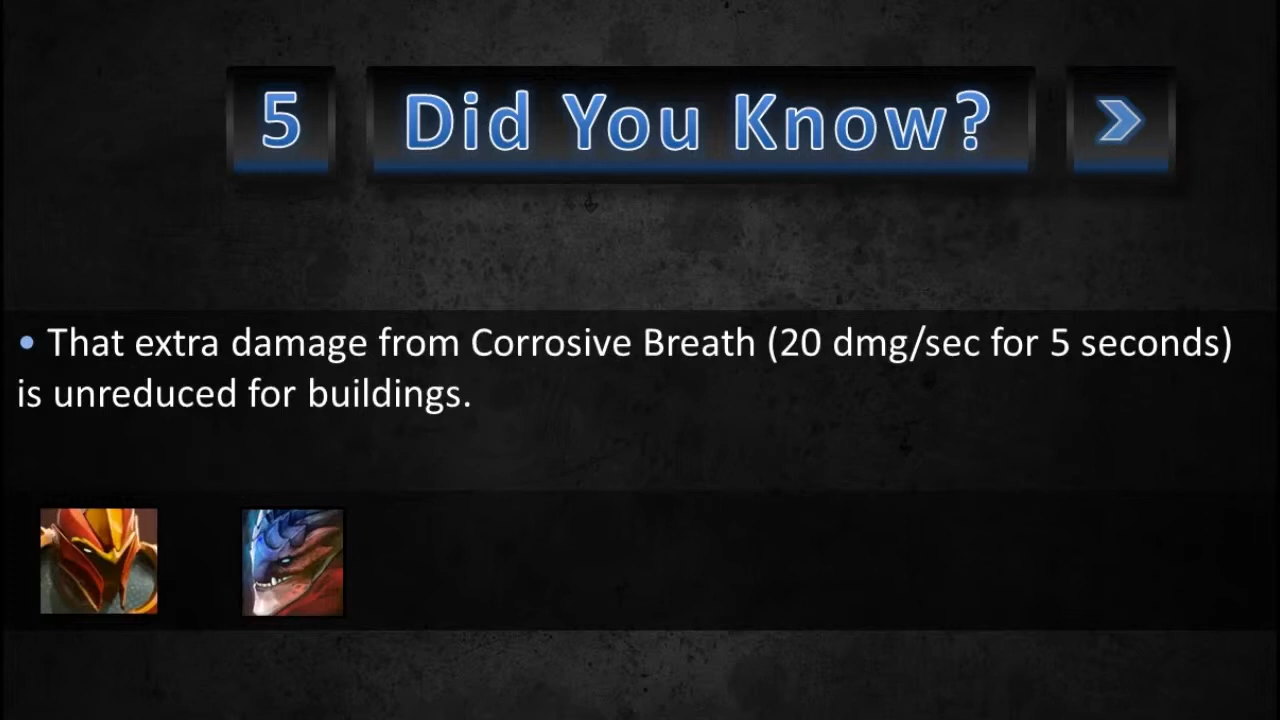 5 Did You Know?
• That extra damage from Corrosive Breath (20 dmg/sec for 5 seconds)
is unreduced for buildings.